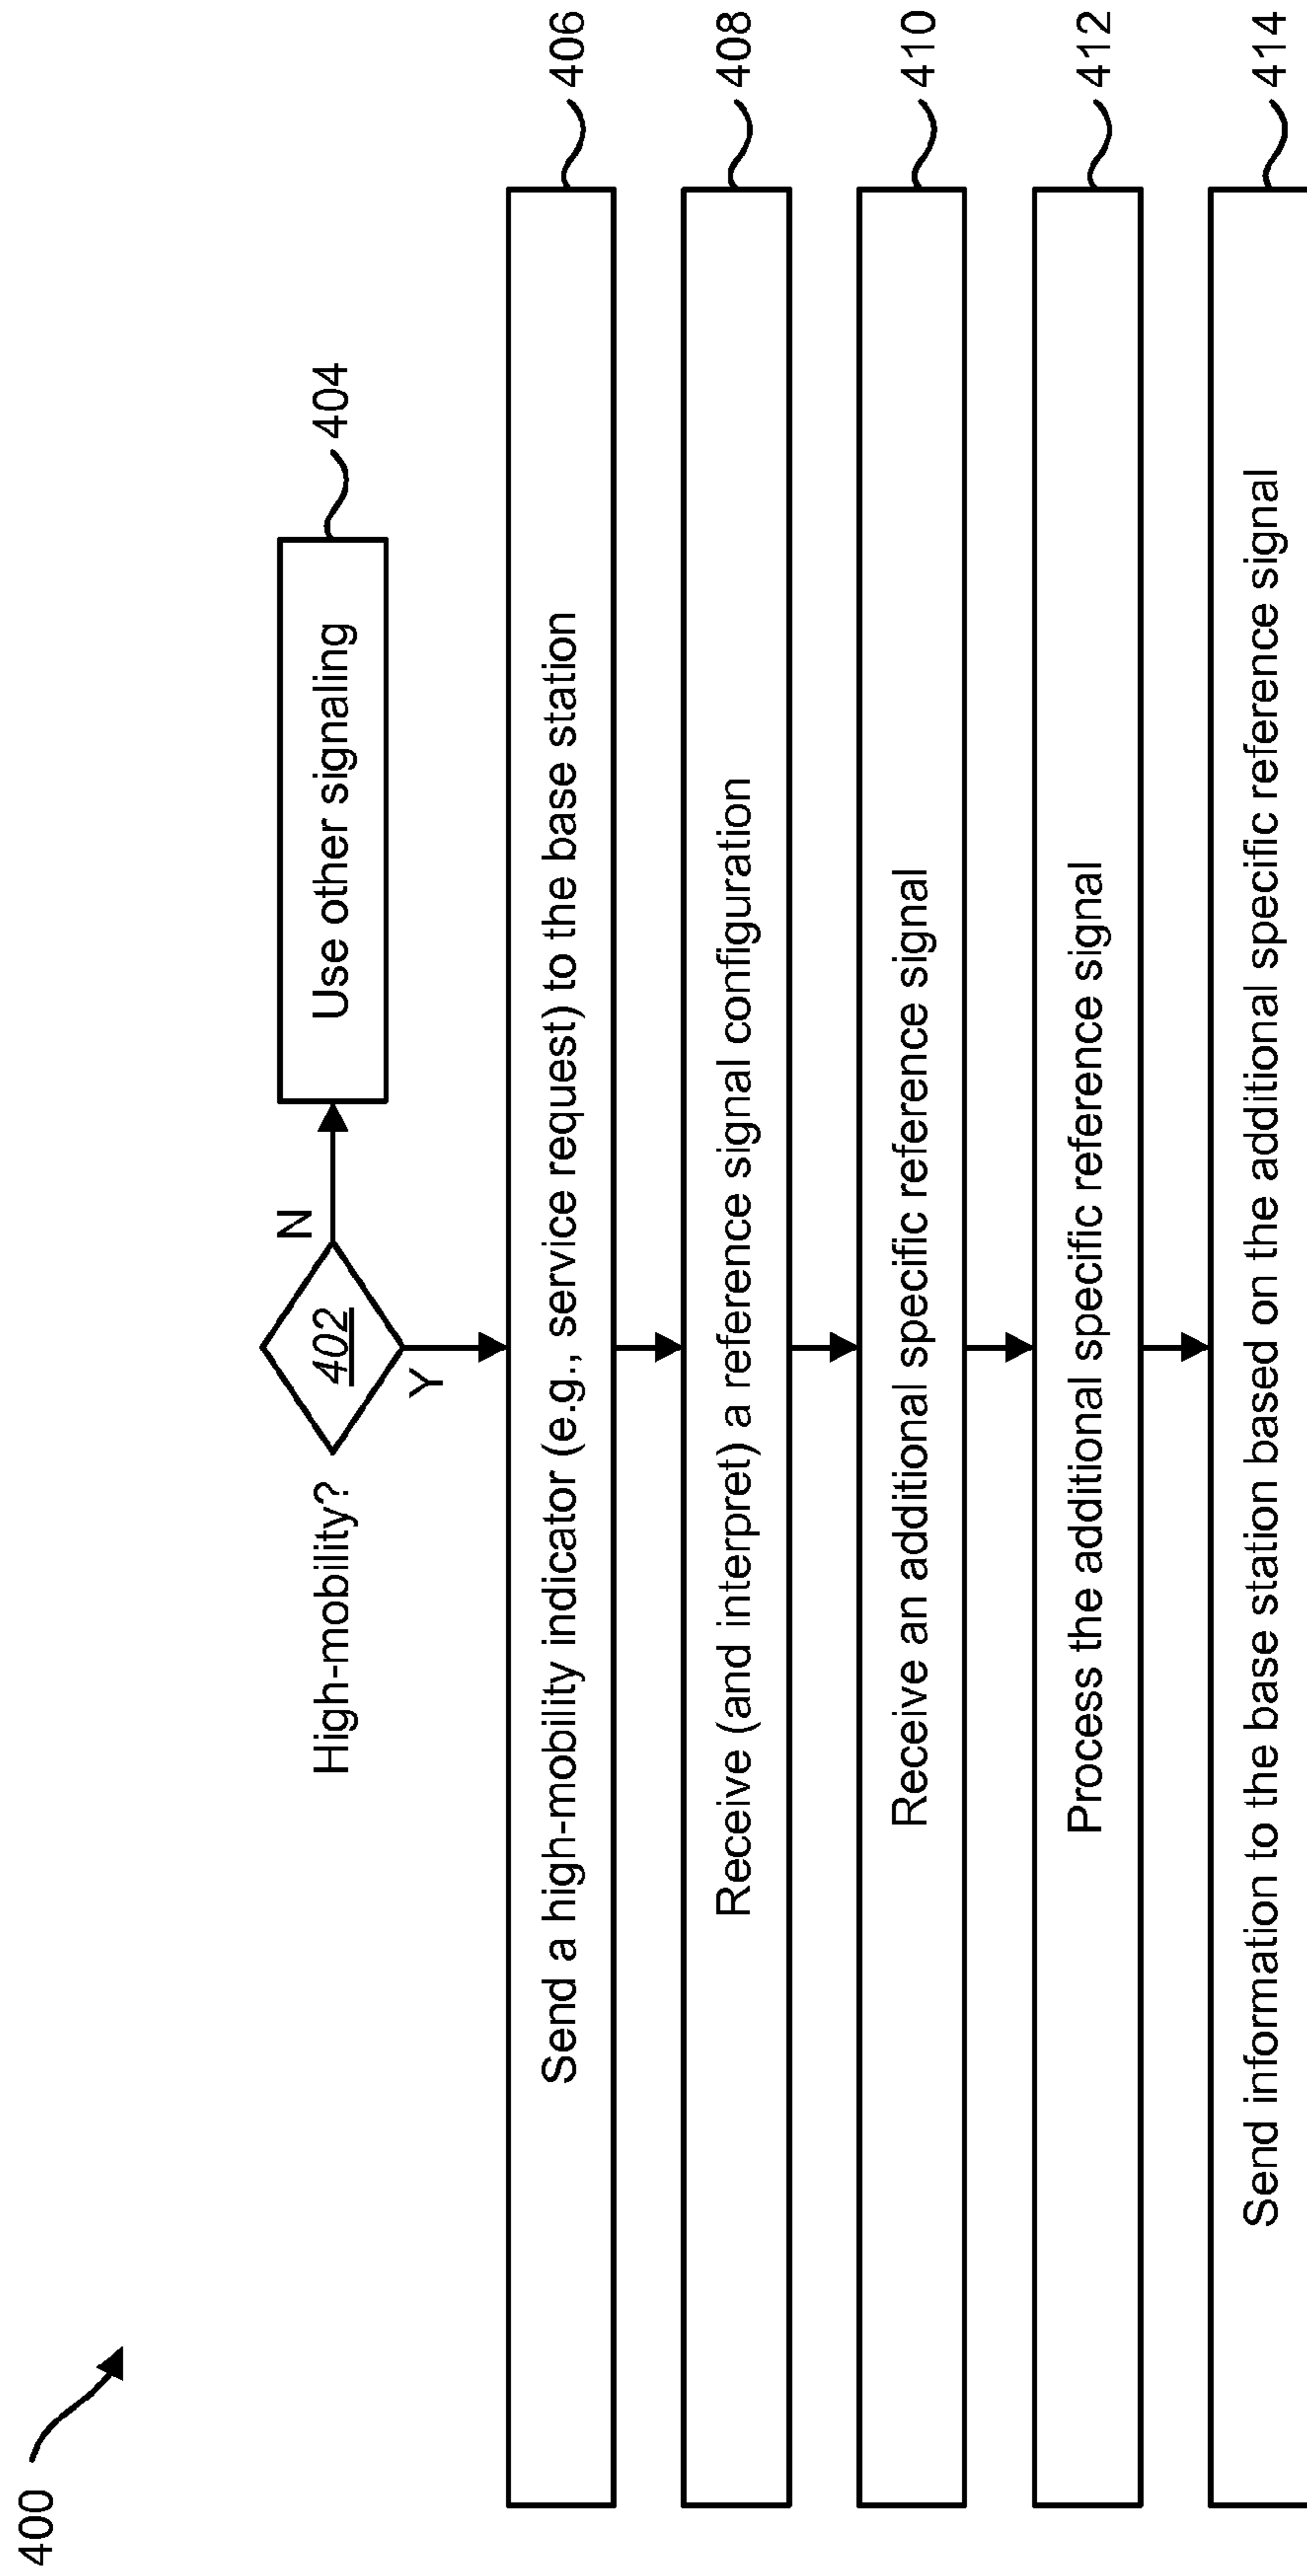 400
High-mobility?
402
N
Y
Use other signaling
404
Send a high-mobility indicator (e.g., service request) to the base station
406
Receive (and interpret) a reference signal configuration
408
Receive an additional specific reference signal
410
Process the additional specific reference signal
412
Send information to the base station based on the additional specific reference signal
414